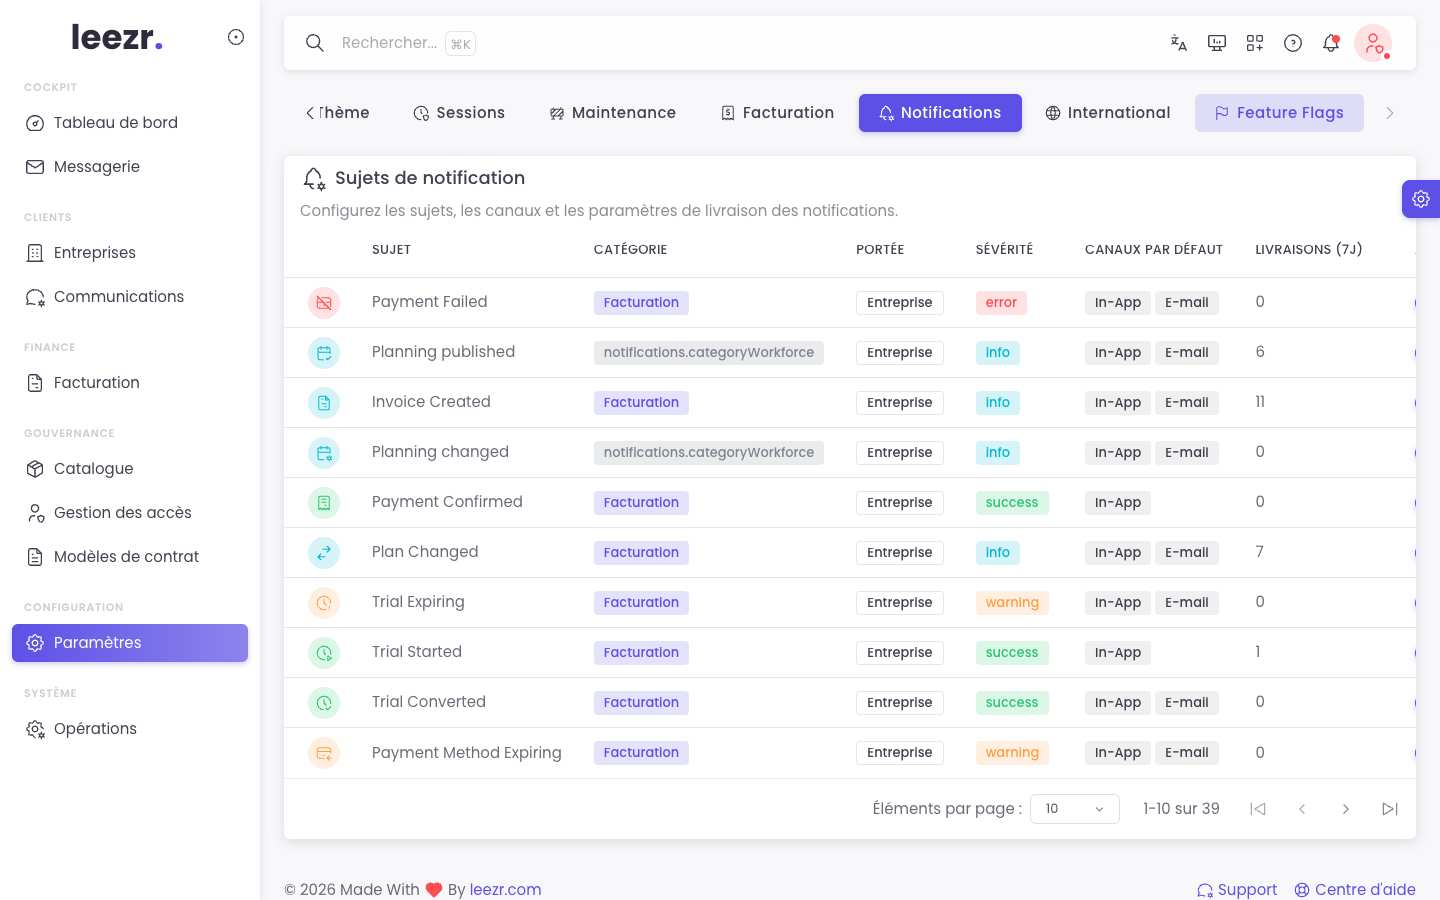 leezr.
Rechercher... ⌘K
COCKPIT
Tableau de bord
Messagerie
CLIENTS
Entreprises
Communications
FINANCE
Facturation
GOUVERNANCE
Catalogue
Gestion des accès
Modèles de contrat
CONFIGURATION
Paramètres
SYSTÈME
Opérations
Thème Sessions Maintenance Facturation Notifications International Feature Flags
Sujets de notification
Configurez les sujets, les canaux et les paramètres de livraison des notifications.
SUJET CATÉGORIE PORTÉE SÉVÉRITÉ CANAUX PAR DÉFAUT LIVRAISONS (7J)
Payment Failed Facturation Entreprise error In-App E-mail 0
Planning published notifications.categoryWorkforce Entreprise info In-App E-mail 6
Invoice Created Facturation Entreprise info In-App E-mail 11
Planning changed notifications.categoryWorkforce Entreprise info In-App E-mail 0
Payment Confirmed Facturation Entreprise success In-App 0
Plan Changed Facturation Entreprise info In-App E-mail 7
Trial Expiring Facturation Entreprise warning In-App E-mail 0
Trial Started Facturation Entreprise success In-App 1
Trial Converted Facturation Entreprise success In-App E-mail 0
Payment Method Expiring Facturation Entreprise warning In-App E-mail 0
Éléments par page : 10 1-10 sur 39
© 2026 Made With By leezr.com Support Centre d'aide